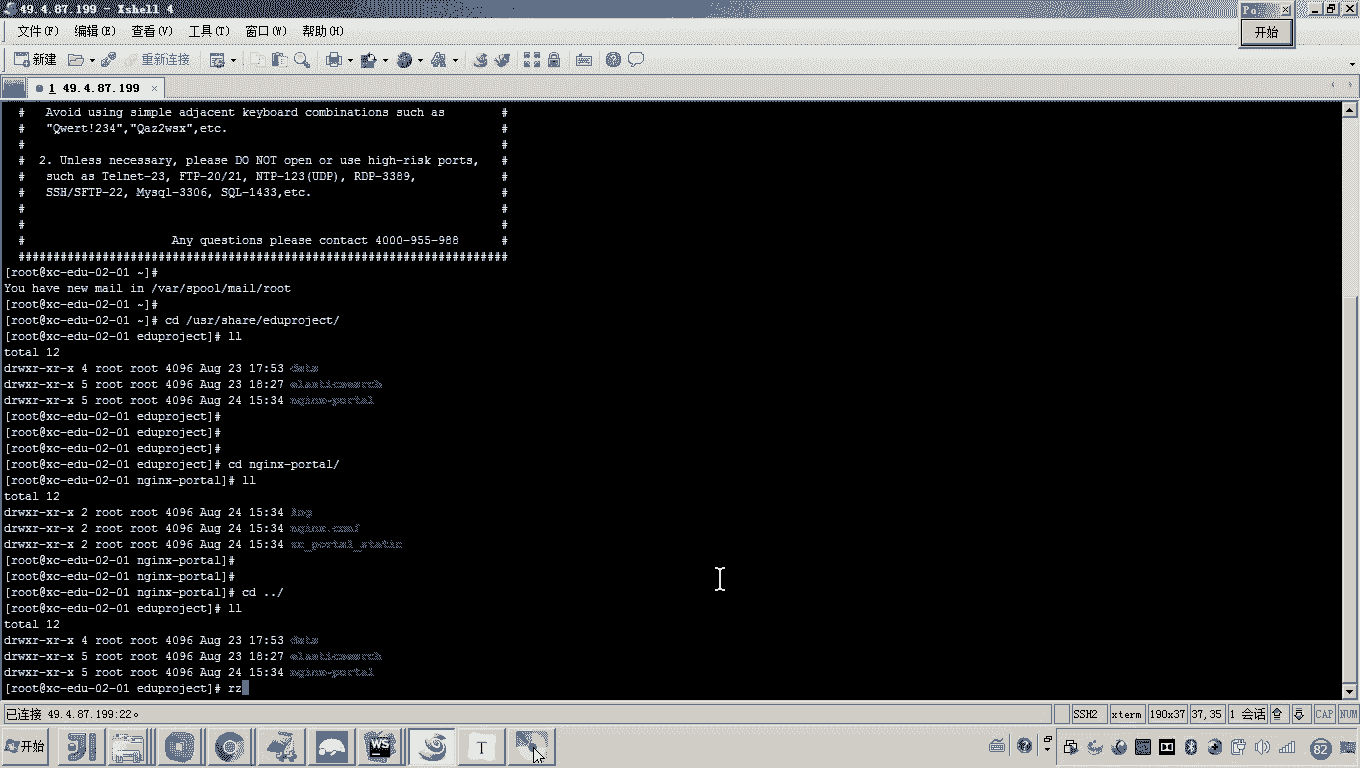 49.4.87.199 - Xshell 4
文件(F) 编辑(E) 查看(V) 工具(T) 窗口(W) 帮助(H)
开始
新建 重新连接
1 49.4.87.199
# Avoid using simple adjacent keyboard combinations such as #
# "Qwert!234","Qaz2wsx",etc. #
# #
# 2. Unless necessary, please DO NOT open or use high-risk ports, #
# such as Telnet-23, FTP-20/21, NTP-123(UDP), RDP-3389, #
# SSH/SFTP-22, Mysql-3306, SQL-1433,etc. #
# #
# #
# Any questions please contact 4000-955-988 #
######################################################################
[root@xc-edu-02-01 ~]#
You have new mail in /var/spool/mail/root
[root@xc-edu-02-01 ~]#
[root@xc-edu-02-01 ~]# cd /usr/share/eduproject/
[root@xc-edu-02-01 eduproject]# ll
total 12
drwxr-xr-x 4 root root 4096 Aug 23 17:53 data
drwxr-xr-x 5 root root 4096 Aug 23 18:27 elasticsearch
drwxr-xr-x 5 root root 4096 Aug 24 15:34 nginx-portal
[root@xc-edu-02-01 eduproject]#
[root@xc-edu-02-01 eduproject]#
[root@xc-edu-02-01 eduproject]#
[root@xc-edu-02-01 eduproject]# cd nginx-portal/
[root@xc-edu-02-01 nginx-portal]# ll
total 12
drwxr-xr-x 2 root root 4096 Aug 24 15:34 log
drwxr-xr-x 2 root root 4096 Aug 24 15:34 nginx.conf
drwxr-xr-x 2 root root 4096 Aug 24 15:34 xc_portal_static
[root@xc-edu-02-01 nginx-portal]#
[root@xc-edu-02-01 nginx-portal]#
[root@xc-edu-02-01 nginx-portal]# cd ../
[root@xc-edu-02-01 eduproject]# ll
total 12
drwxr-xr-x 4 root root 4096 Aug 23 17:53 data
drwxr-xr-x 5 root root 4096 Aug 23 18:27 elasticsearch
drwxr-xr-x 5 root root 4096 Aug 24 15:34 nginx-portal
[root@xc-edu-02-01 eduproject]# rz
已连接 49.4.87.199:22。 SSH2 xterm 190x37 37,35 1 会话 CAP NUM
开始 WS T 82